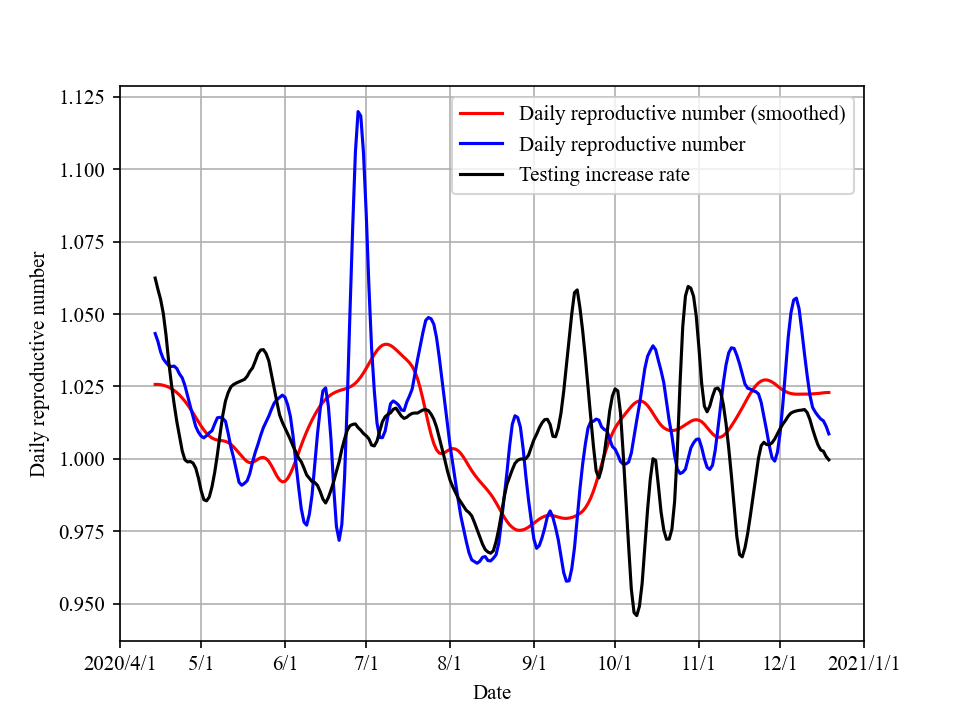 1.125
1.100
1.075
1.050
1.025
1.000
0.975
0.950
Daily reproductive number
Daily reproductive number (smoothed)
Daily reproductive number
Testing increase rate
2020/4/1 5/1 6/1 7/1 8/1 9/1 10/1 11/1 12/1 2021/1/1
Date